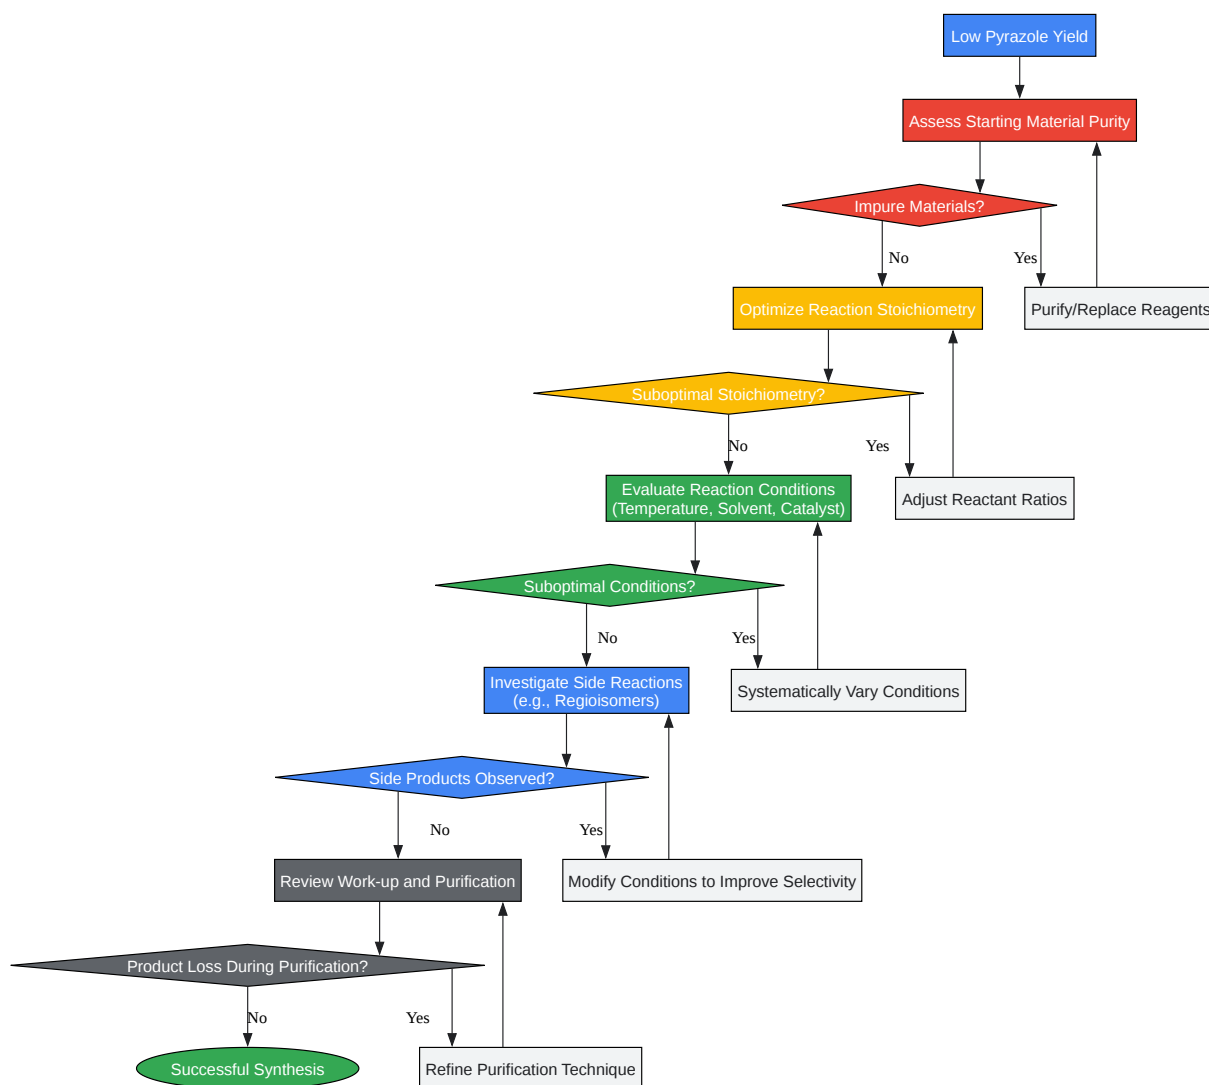 Low Pyrazole Yield
Assess Starting Material Purity
Impure Materials?
No
Yes
Optimize Reaction Stoichiometry
Purify/Replace Reagents
Suboptimal Stoichiometry?
No
Yes
Evaluate Reaction Conditions
(Temperature, Solvent, Catalyst)
Adjust Reactant Ratios
Suboptimal Conditions?
No
Yes
Investigate Side Reactions
(e.g., Regioisomers)
Systematically Vary Conditions
Side Products Observed?
No
Yes
Review Work-up and Purification
Modify Conditions to Improve Selectivity
Product Loss During Purification?
No
Yes
Successful Synthesis
Refine Purification Technique